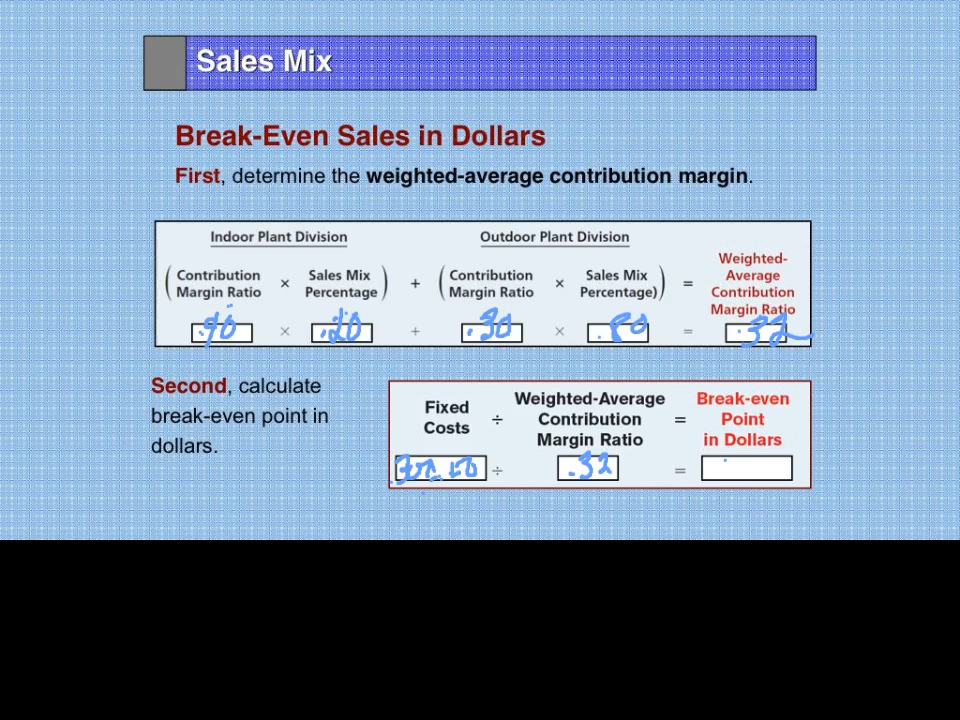 Sales Mix
Break-Even Sales in Dollars
First, determine the weighted-average contribution margin.
Indoor Plant Division Outdoor Plant Division
(Contribution Margin Ratio × Sales Mix Percentage) + (Contribution Margin Ratio × Sales Mix Percentage)) = Weighted-Average Contribution Margin Ratio
.40 × .20 + .30 × .80 = .32
Second, calculate
break-even point in
dollars.
Fixed Costs ÷ Weighted-Average Contribution Margin Ratio = Break-even Point in Dollars
÷ .32 =